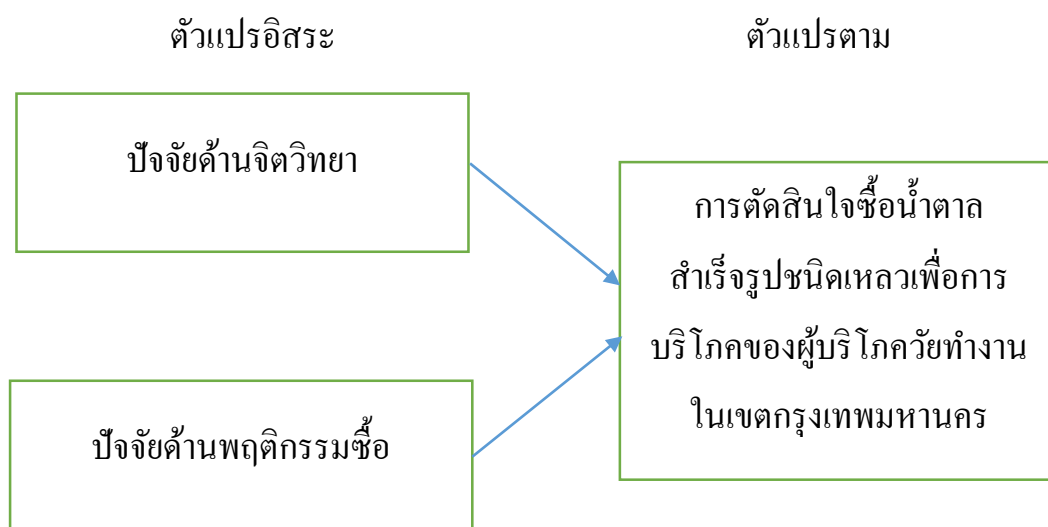 ตัวแปรอิสระ
ตัวแปรตาม
ปัจจัยด้านจิตวิทยา
การตัดสินใจซื้อน้ำตาล
สำเร็จรูปชนิดเหลวเพื่อการ
บริโภคของผู้บริโภควัยทำงาน
ในเขตกรุงเทพมหานคร
ปัจจัยด้านพฤติกรรมซื้อ